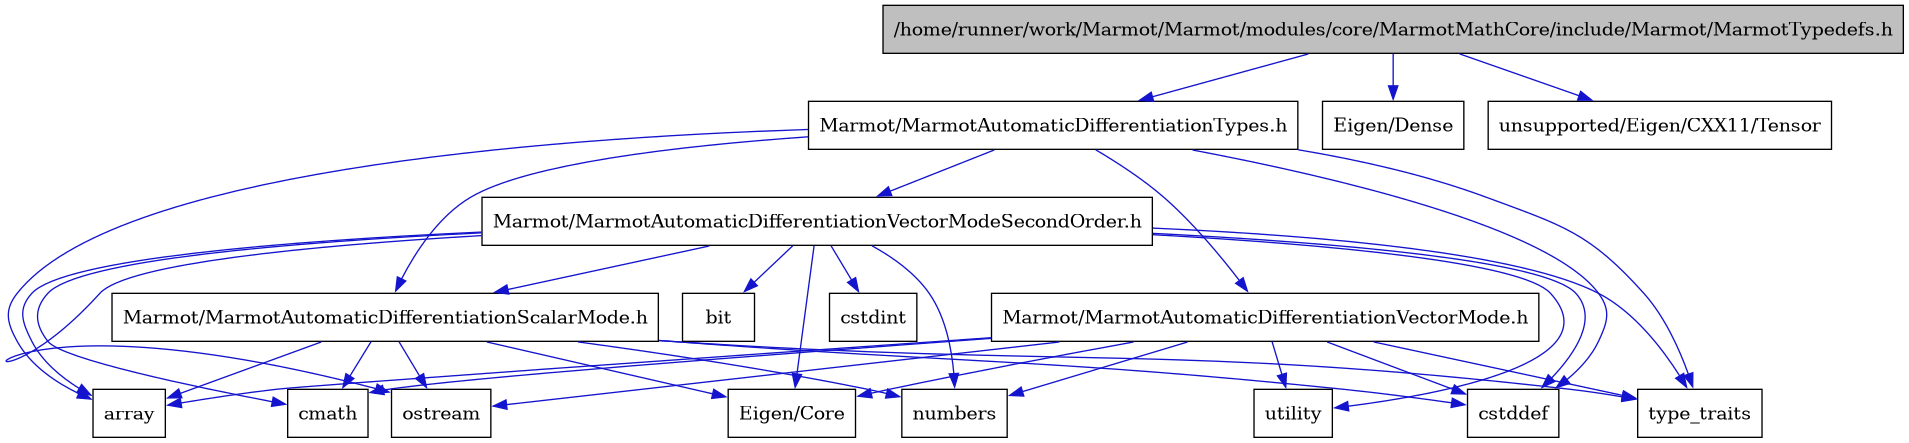 /home/runner/work/Marmot/Marmot/modules/core/MarmotMathCore/include/Marmot/MarmotTypedefs.h
Marmot/MarmotAutomaticDifferentiationTypes.h
Eigen/Dense
unsupported/Eigen/CXX11/Tensor
Marmot/MarmotAutomaticDifferentiationVectorModeSecondOrder.h
Marmot/MarmotAutomaticDifferentiationScalarMode.h
bit
cstdint
Marmot/MarmotAutomaticDifferentiationVectorMode.h
array
cmath
ostream
Eigen/Core
numbers
utility
cstddef
type_traits